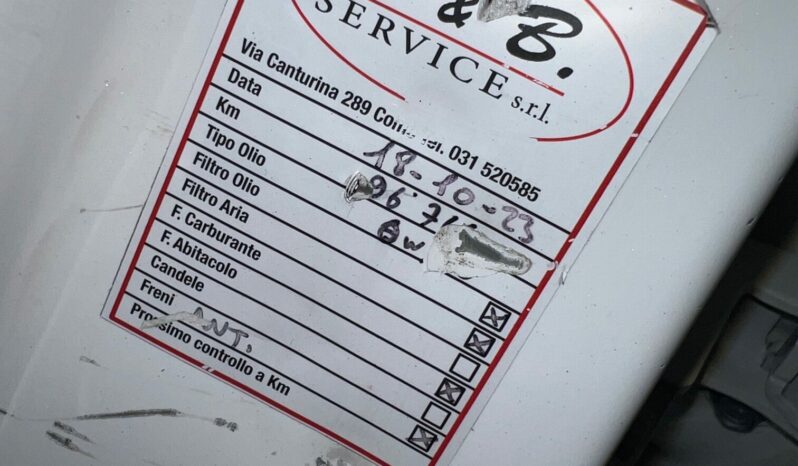 & B.
SERVICE s.r.l.
Via Canturina 289 Como Tel. 031 520585
Data 18-10-23
Km
Tipo Olio
Filtro Olio ☒
Filtro Aria ☒
F. Carburante ☐
F. Abitacolo ☒
Candele ☐
Freni ANT. ☒
Prossimo controllo a Km